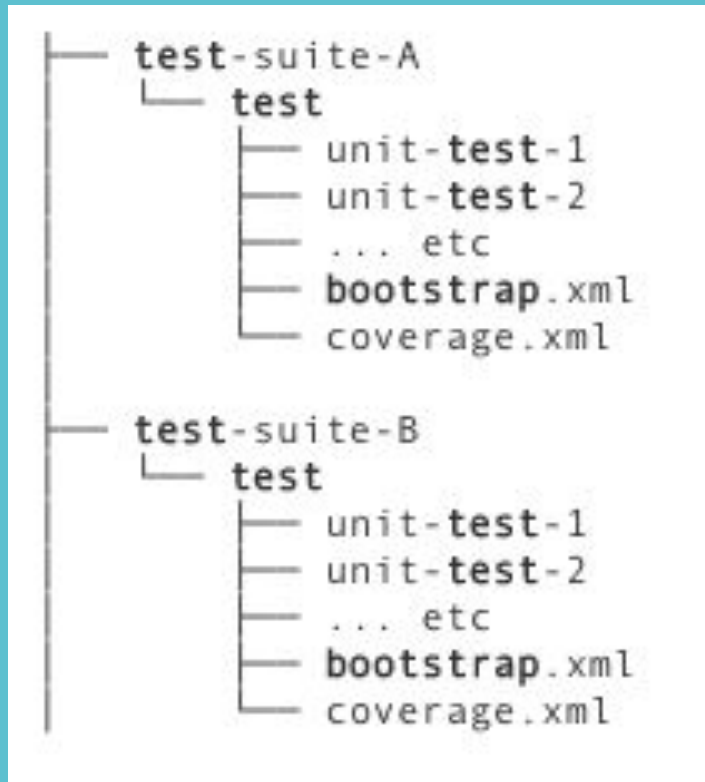 test-suite-A
test
unit-test-1
unit-test-2
... etc
bootstrap.xml
coverage.xml
test-suite-B
test
unit-test-1
unit-test-2
... etc
bootstrap.xml
coverage.xml